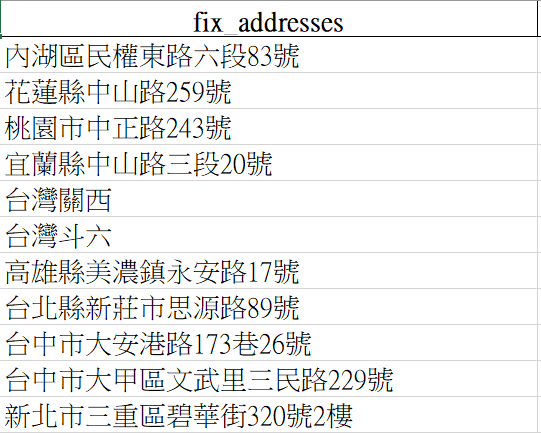 fix_addresses
內湖區民權東路六段83號
花蓮縣中山路259號
桃園市中正路243號
宜蘭縣中山路三段20號
台灣關西
台灣斗六
高雄縣美濃鎮永安路17號
台北縣新莊市思源路89號
台中市大安港路173巷26號
台中市大甲區文武里三民路229號
新北市三重區碧華街320號2樓